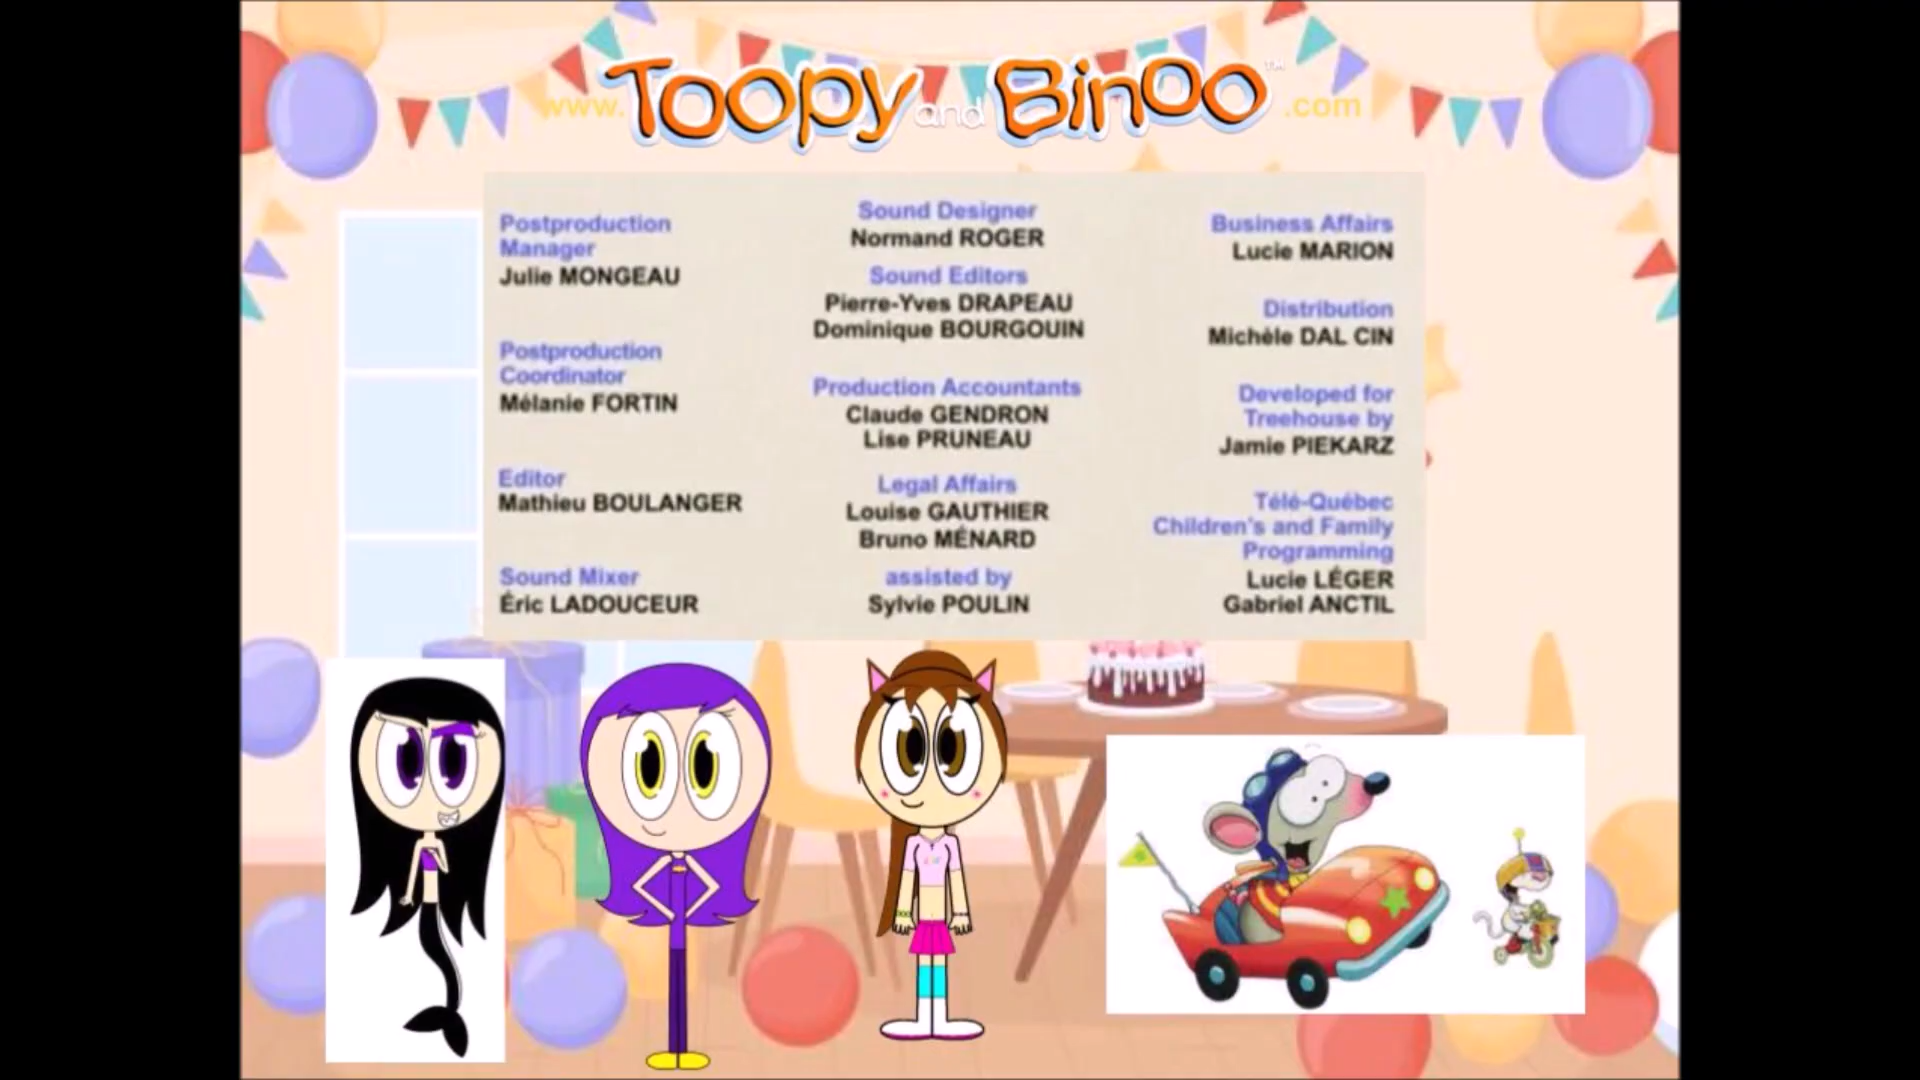 www.Toopy and Binoo™.com
Postproduction
Manager
Julie MONGEAU
Postproduction
Coordinator
Mélanie FORTIN
Editor
Mathieu BOULANGER
Sound Mixer
Éric LADOUCEUR
Sound Designer
Normand ROGER
Sound Editors
Pierre-Yves DRAPEAU
Dominique BOURGOUIN
Production Accountants
Claude GENDRON
Lise PRUNEAU
Legal Affairs
Louise GAUTHIER
Bruno MÉNARD
assisted by
Sylvie POULIN
Business Affairs
Lucie MARION
Distribution
Michèle DAL CIN
Developed for
Treehouse by
Jamie PIEKARZ
Télé-Québec
Children's and Family
Programming
Lucie LÉGER
Gabriel ANCTIL